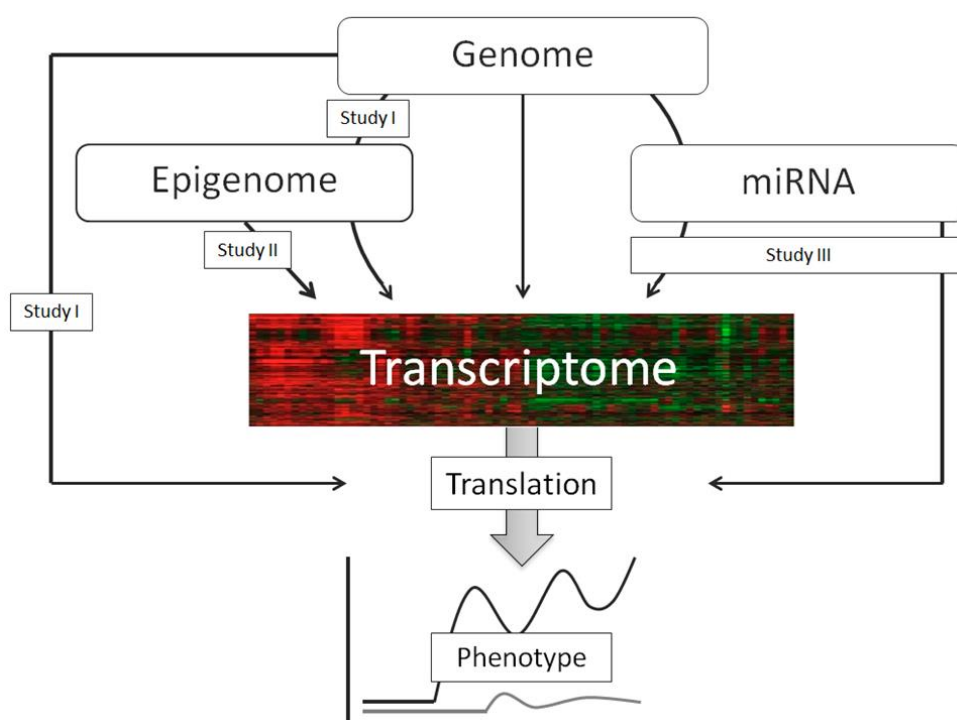 Genome
Study I
Epigenome
miRNA
Study II
Study III
Study I
Transcriptome
Translation
Phenotype